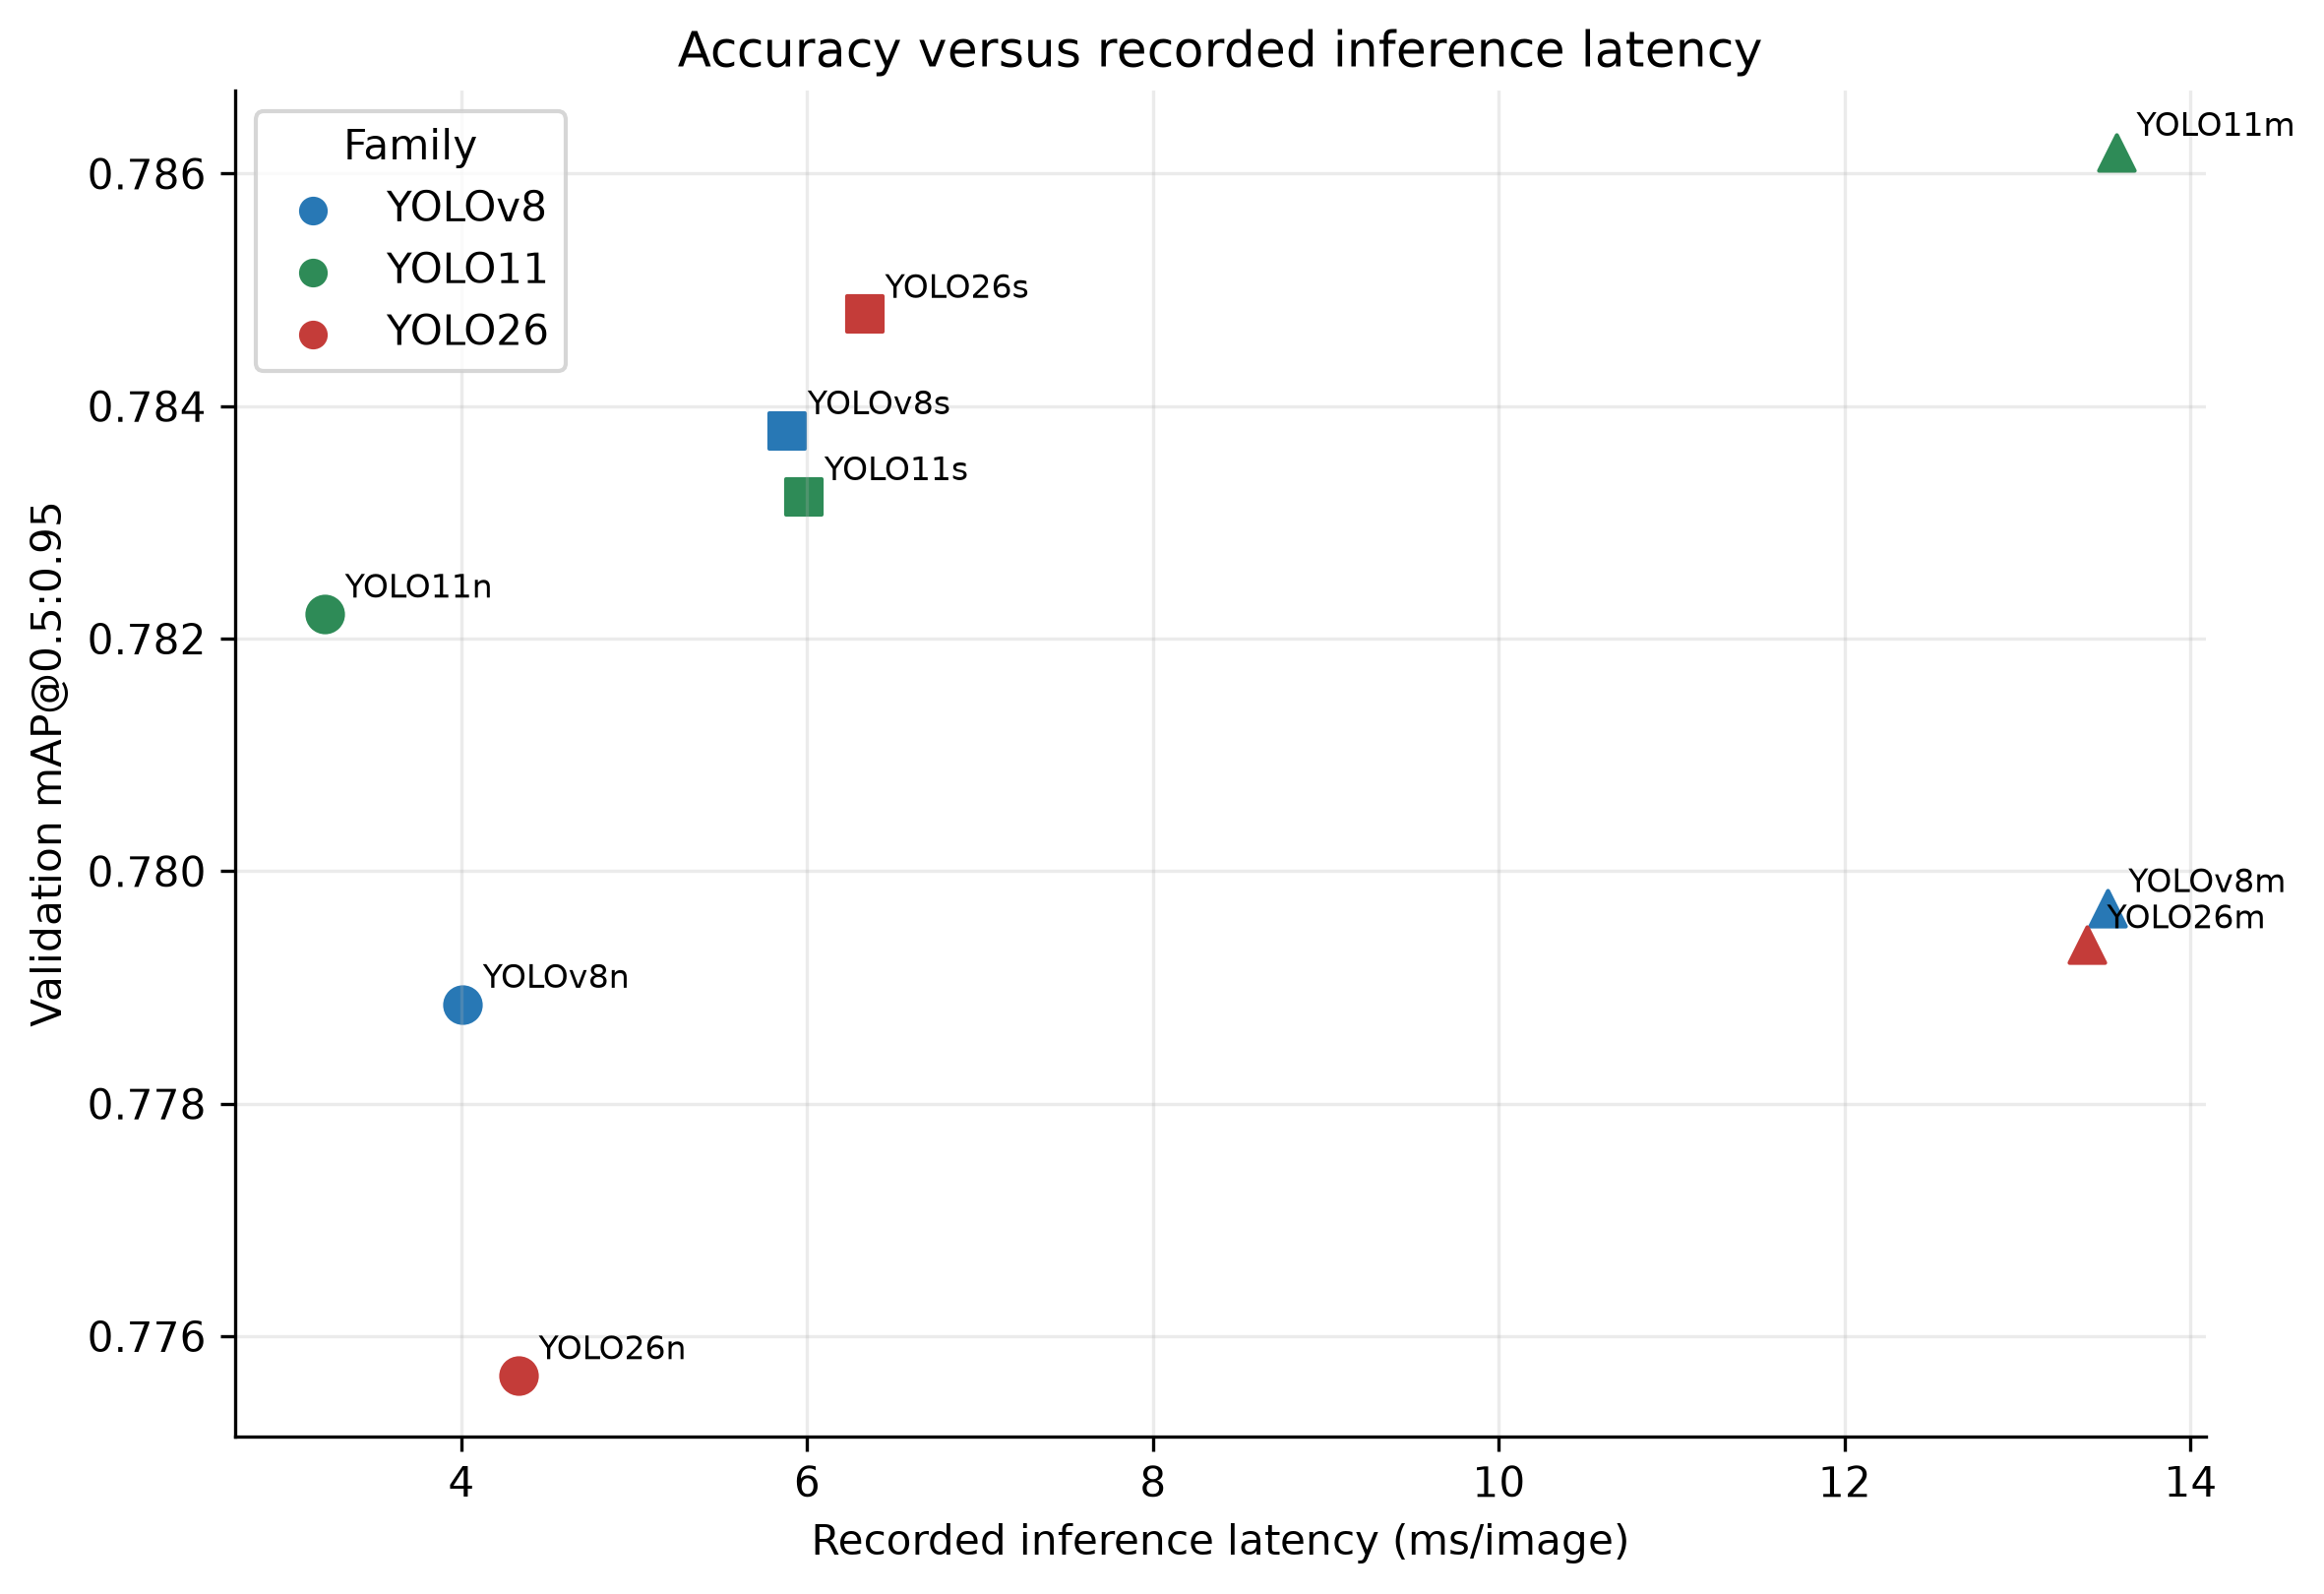 Accuracy versus recorded inference latency
Family
YOLOv8
YOLO11
YOLO26
Validation mAP@0.5:0.95
0.786
0.784
0.782
0.780
0.778
0.776
YOLO11m
YOLO26s
YOLOv8s
YOLO11s
YOLO11n
YOLOv8m
YOLO26m
YOLOv8n
YOLO26n
4 6 8 10 12 14
Recorded inference latency (ms/image)